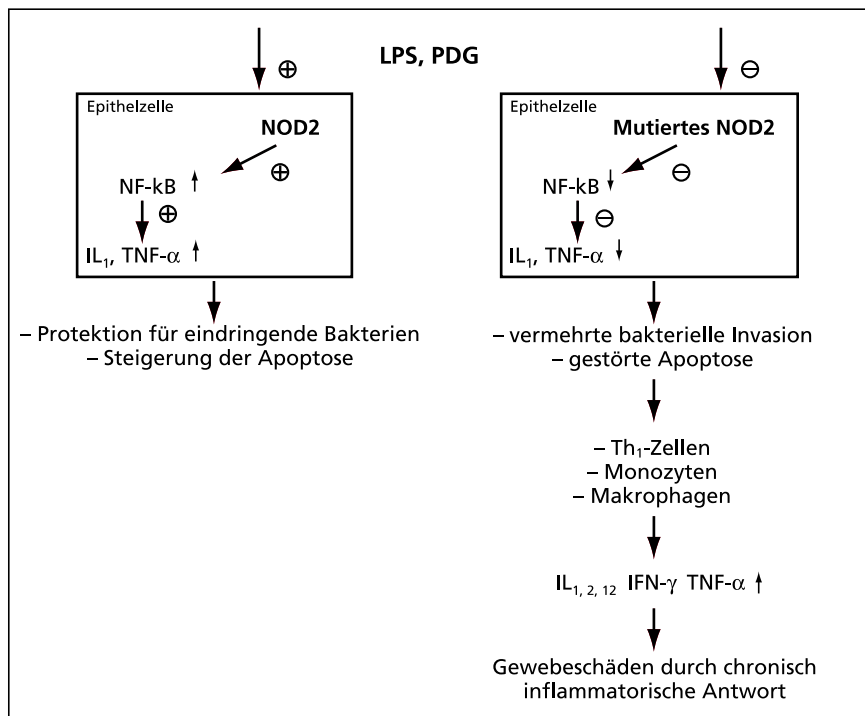 LPS, PDG
⊕
Epithelzelle
NOD2
⊕
NF-kB ↑
⊕
IL₁, TNF-α ↑
– Protektion für eindringende Bakterien
– Steigerung der Apoptose
⊖
Epithelzelle
Mutiertes NOD2
⊖
NF-kB ↓
⊖
IL₁, TNF-α ↓
– vermehrte bakterielle Invasion
– gestörte Apoptose
– Th₁-Zellen
– Monozyten
– Makrophagen
IL₁, ₂, ₁₂ IFN-γ TNF-α ↑
Gewebeschäden durch chronisch
inflammatorische Antwort